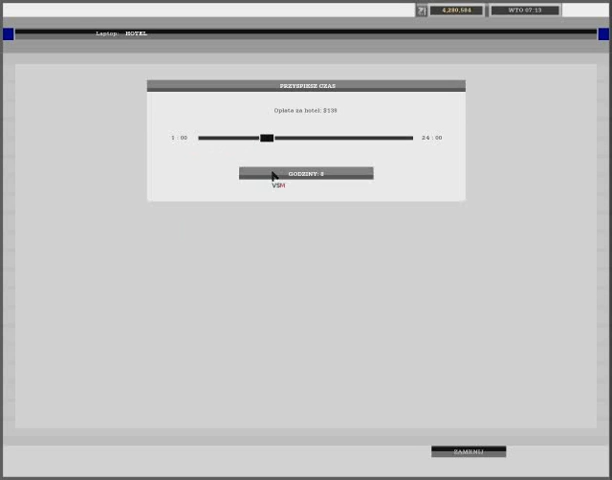 4,280,584
WTO 07:13
Laptop: HOTEL
PRZYSPIESZ CZAS
Opłata za hotel: $136
1 : 00
24 : 00
GODZINY: 8
VSM
ZAMKNIJ